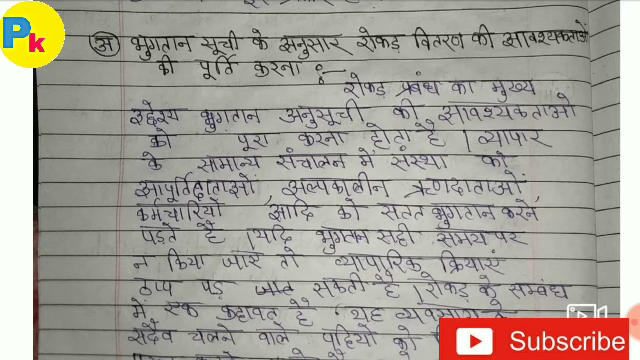 Pk
(अ) भुगतान सूची के अनुसार रोकड़ वितरण की आवश्यकताओं
की पूर्ति करना :—
रोकड़ प्रबंध का मुख्य
उद्देश्य भुगतान अनुसूची की आवश्यकताओं
को पूरा करना होता है । व्यापार
के सामान्य संचालन में संस्था को
आपूर्तिदाताओं, अल्पकालीन ऋणदाताओं,
कर्मचारियों आदि को सतत भुगतान करने
पड़ते हैं । यदि भुगतान सही समय पर
न किया जाये तो व्यापारिक क्रियाएं
ठप्प पड़ जात सकती है । रोकड़ के सम्बंध
में एक कहावत है यह व्यवसाय के
सदैव चलने वाले पहियों को
Subscribe